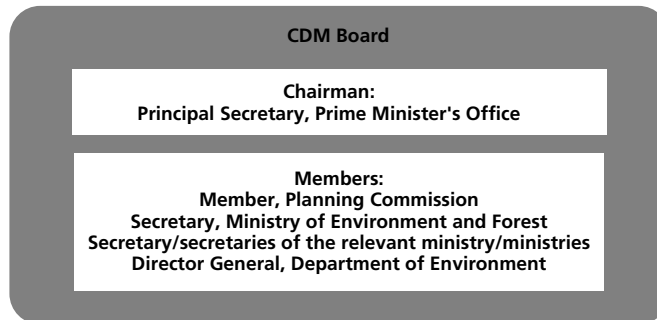 CDM Board
Chairman:
Principal Secretary, Prime Minister's Office
Members:
Member, Planning Commission
Secretary, Ministry of Environment and Forest
Secretary/secretaries of the relevant ministry/ministries
Director General, Department of Environment